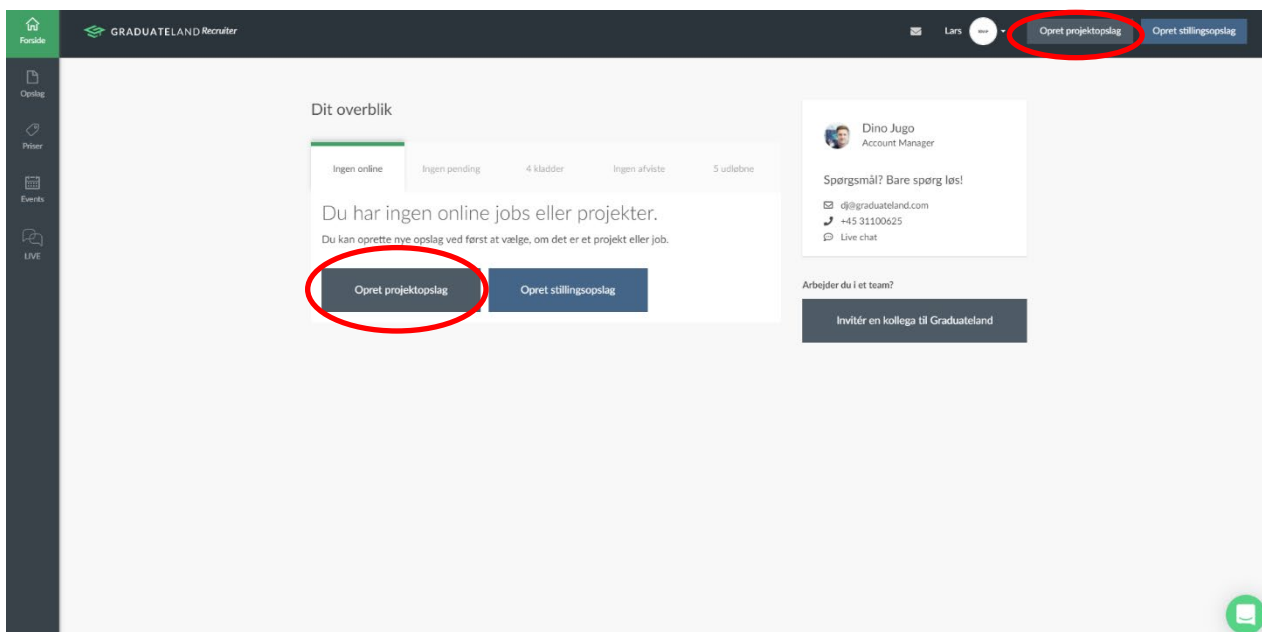 Forside
GRADUATELAND Recruiter
Lars
Opret projektopslag
Opret stillingsopslag
Opslag
Priser
Events
LIVE
Dit overblik
Ingen online
Ingen pending
4 kladder
Ingen afviste
5 udløbne
Du har ingen online jobs eller projekter.
Du kan oprette nye opslag ved først at vælge, om det er et projekt eller job.
Opret projektopslag
Opret stillingsopslag
Dino Jugo
Account Manager
Spørgsmål? Bare spørg løs!
dj@graduateland.com
+45 31100625
Live chat
Arbejder du i et team?
Invitér en kollega til Graduateland